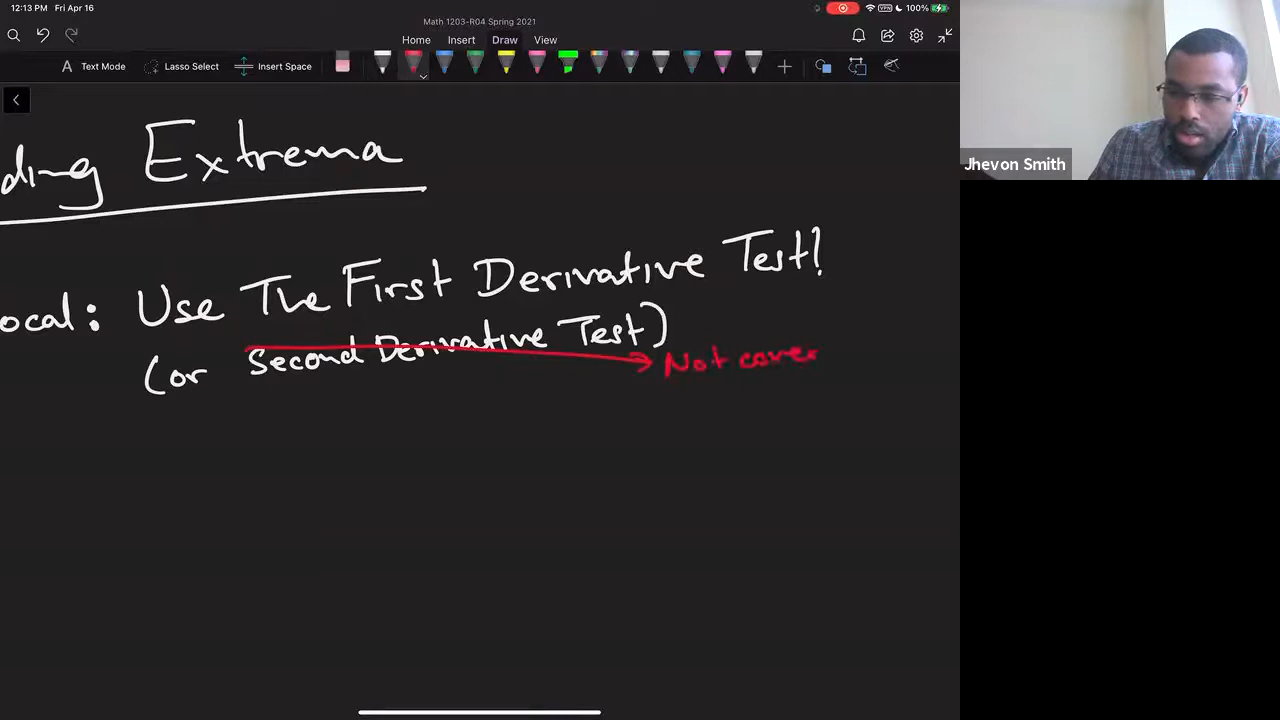 12:13 PM Fri Apr 16
VPN 100%
Math 1203-R04 Spring 2021
Home Insert Draw View
A Text Mode Lasso Select Insert Space
Jhevon Smith
ding Extrema
ocal: Use The First Derivative Test!
(or Second Derivative Test)
Not cover